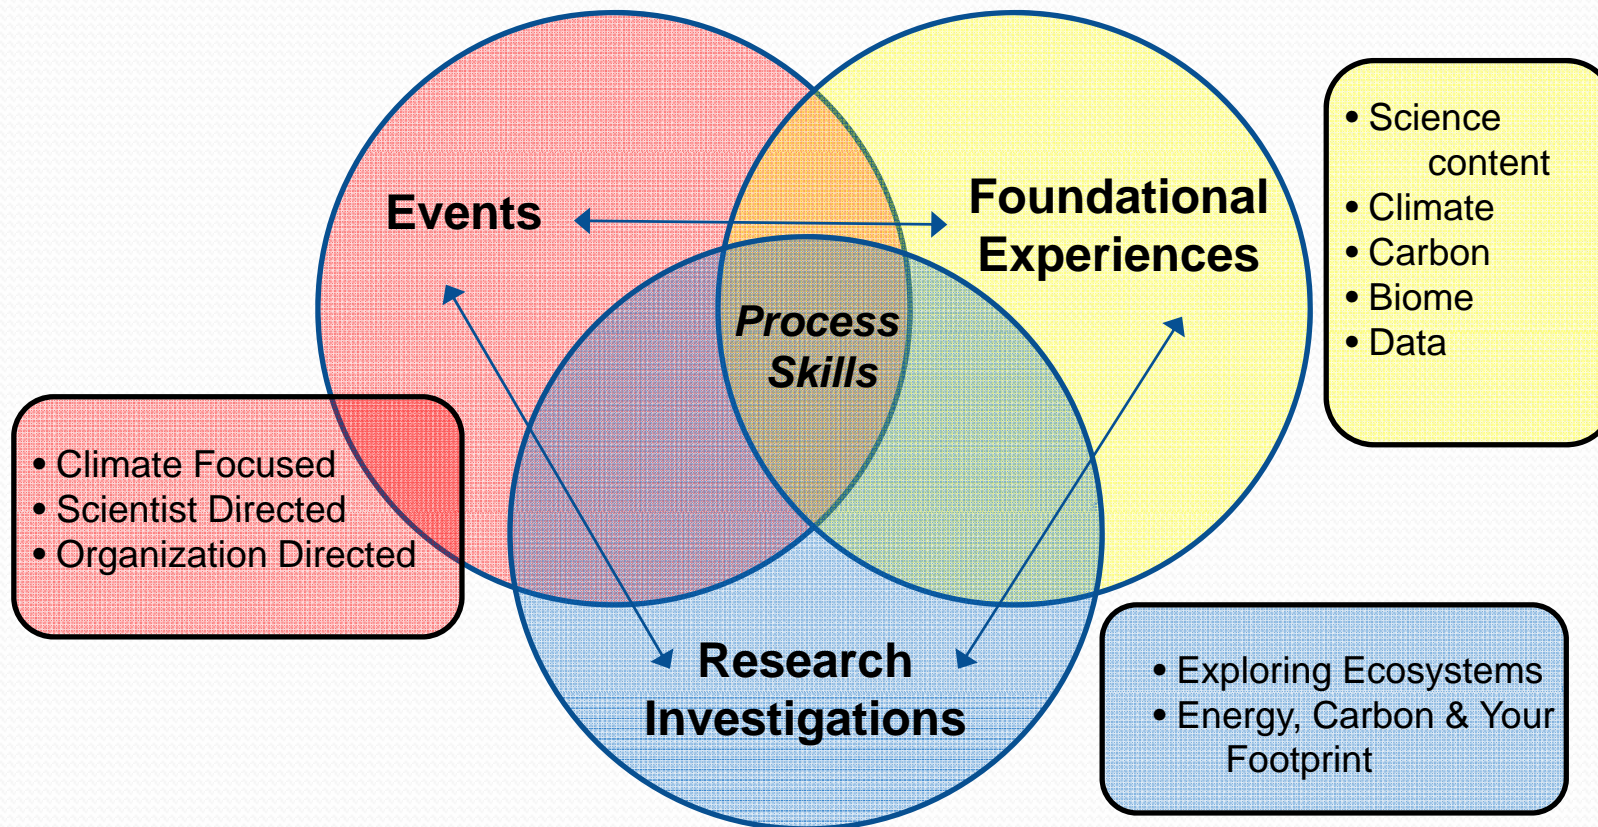 Events
Foundational
Experiences
Process
Skills
Research
Investigations
• Science
content
• Climate
• Carbon
• Biome
• Data
• Climate Focused
• Scientist Directed
• Organization Directed
• Exploring Ecosystems
• Energy, Carbon & Your
Footprint